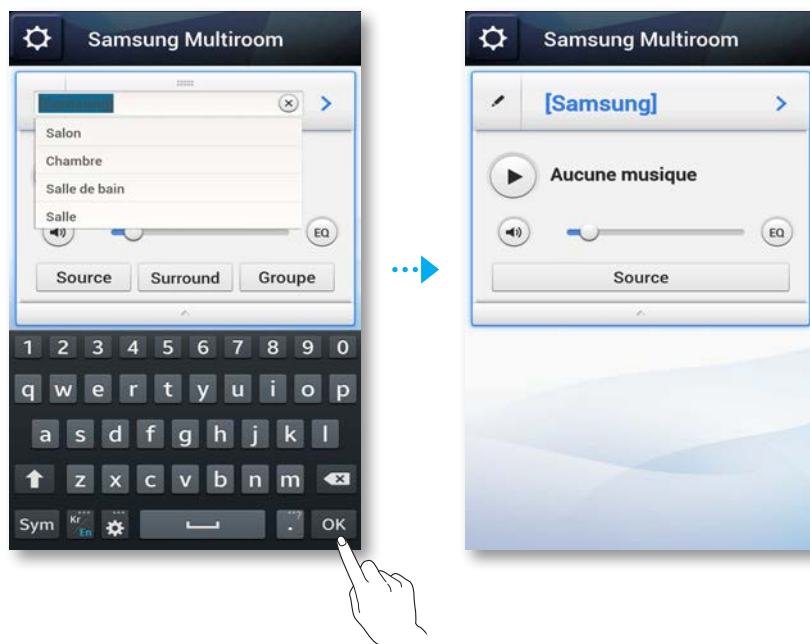 Samsung Multiroom
[Samsung]
Salon
Chambre
Salle de bain
Salle
EQ
Source Surround Groupe
1 2 3 4 5 6 7 8 9 0
q w e r t y u i o p
a s d f g h j k l
z x c v b n m
Sym Kr/En . OK
Samsung Multiroom
[Samsung]
Aucune musique
EQ
Source